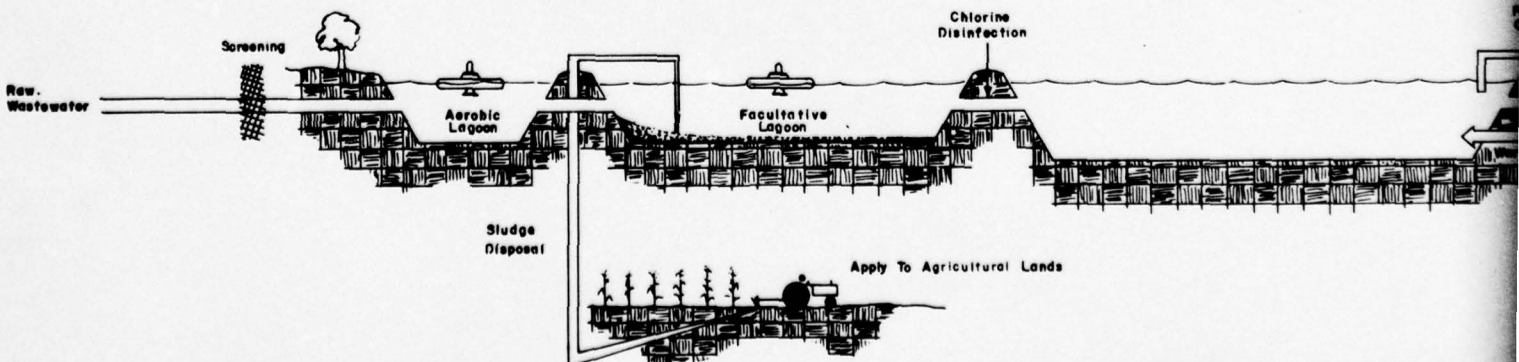 Chlorine
Disinfection
Screening
Raw.
Wastewater
Aerobic
Lagoon
Facultative
Lagoon
Sludge
Disposal
Apply To Agricultural Lands